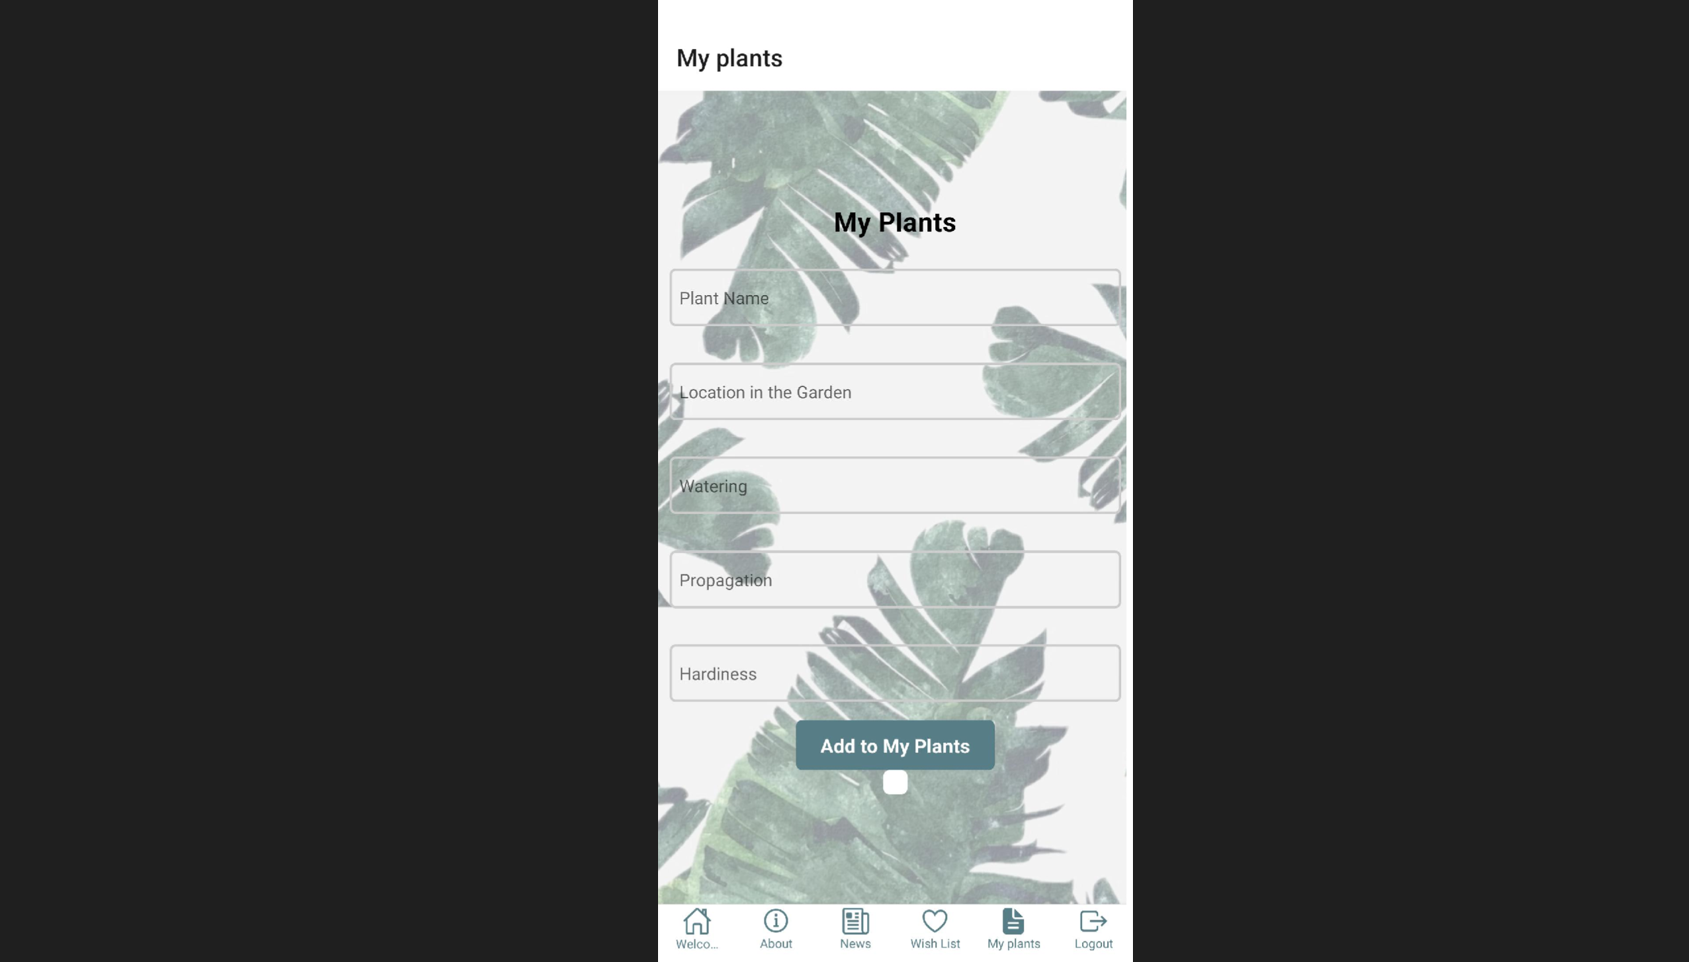 My plants
My Plants
Plant Name
Location in the Garden
Watering
Propagation
Hardiness
Add to My Plants
Welco...
About
News
Wish List
My plants
Logout